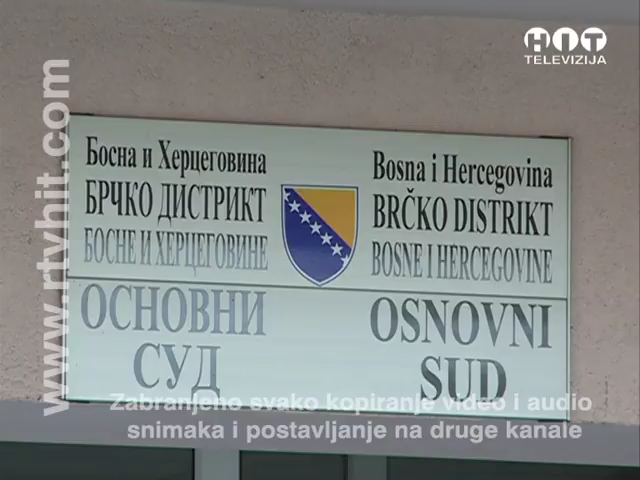 HIT
TELEVIZIJA
www.rtvhit.com
Босна и Херцеговина
БРЧКО ДИСТРИКТ
БОСНЕ И ХЕРЦЕГОВИНЕ
ОСНОВНИ
СУД
Bosna i Hercegovina
BRČKO DISTRIKT
BOSNE I HERCEGOVINE
OSNOVNI
SUD
Zabranjeno svako kopiranje video i audio
snimaka i postavljanje na druge kanale